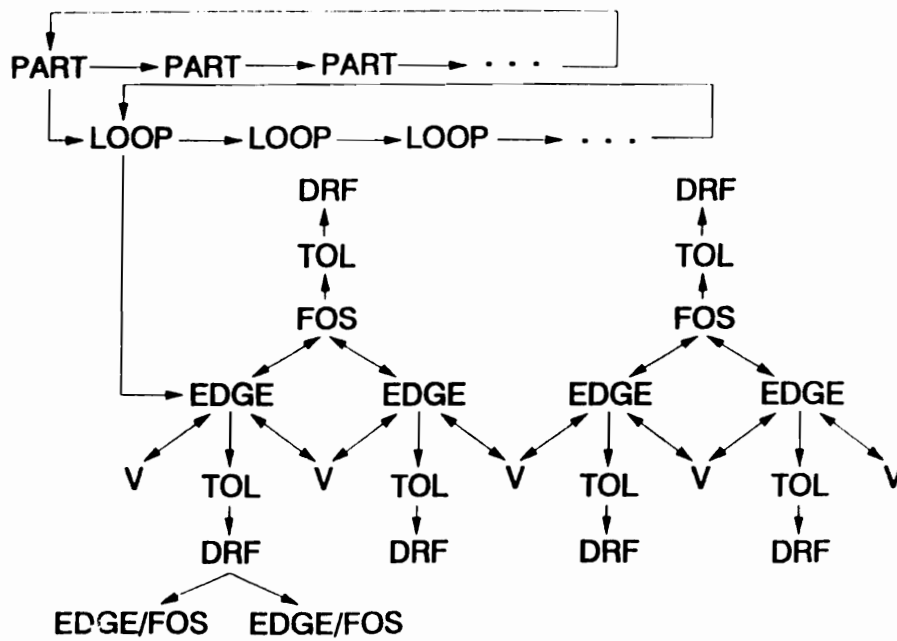 PART PART PART . . .
LOOP LOOP LOOP . . .
DRF DRF
TOL TOL
FOS FOS
EDGE EDGE EDGE EDGE
V V V V V
TOL TOL TOL TOL
DRF DRF DRF DRF
EDGE/FOS EDGE/FOS